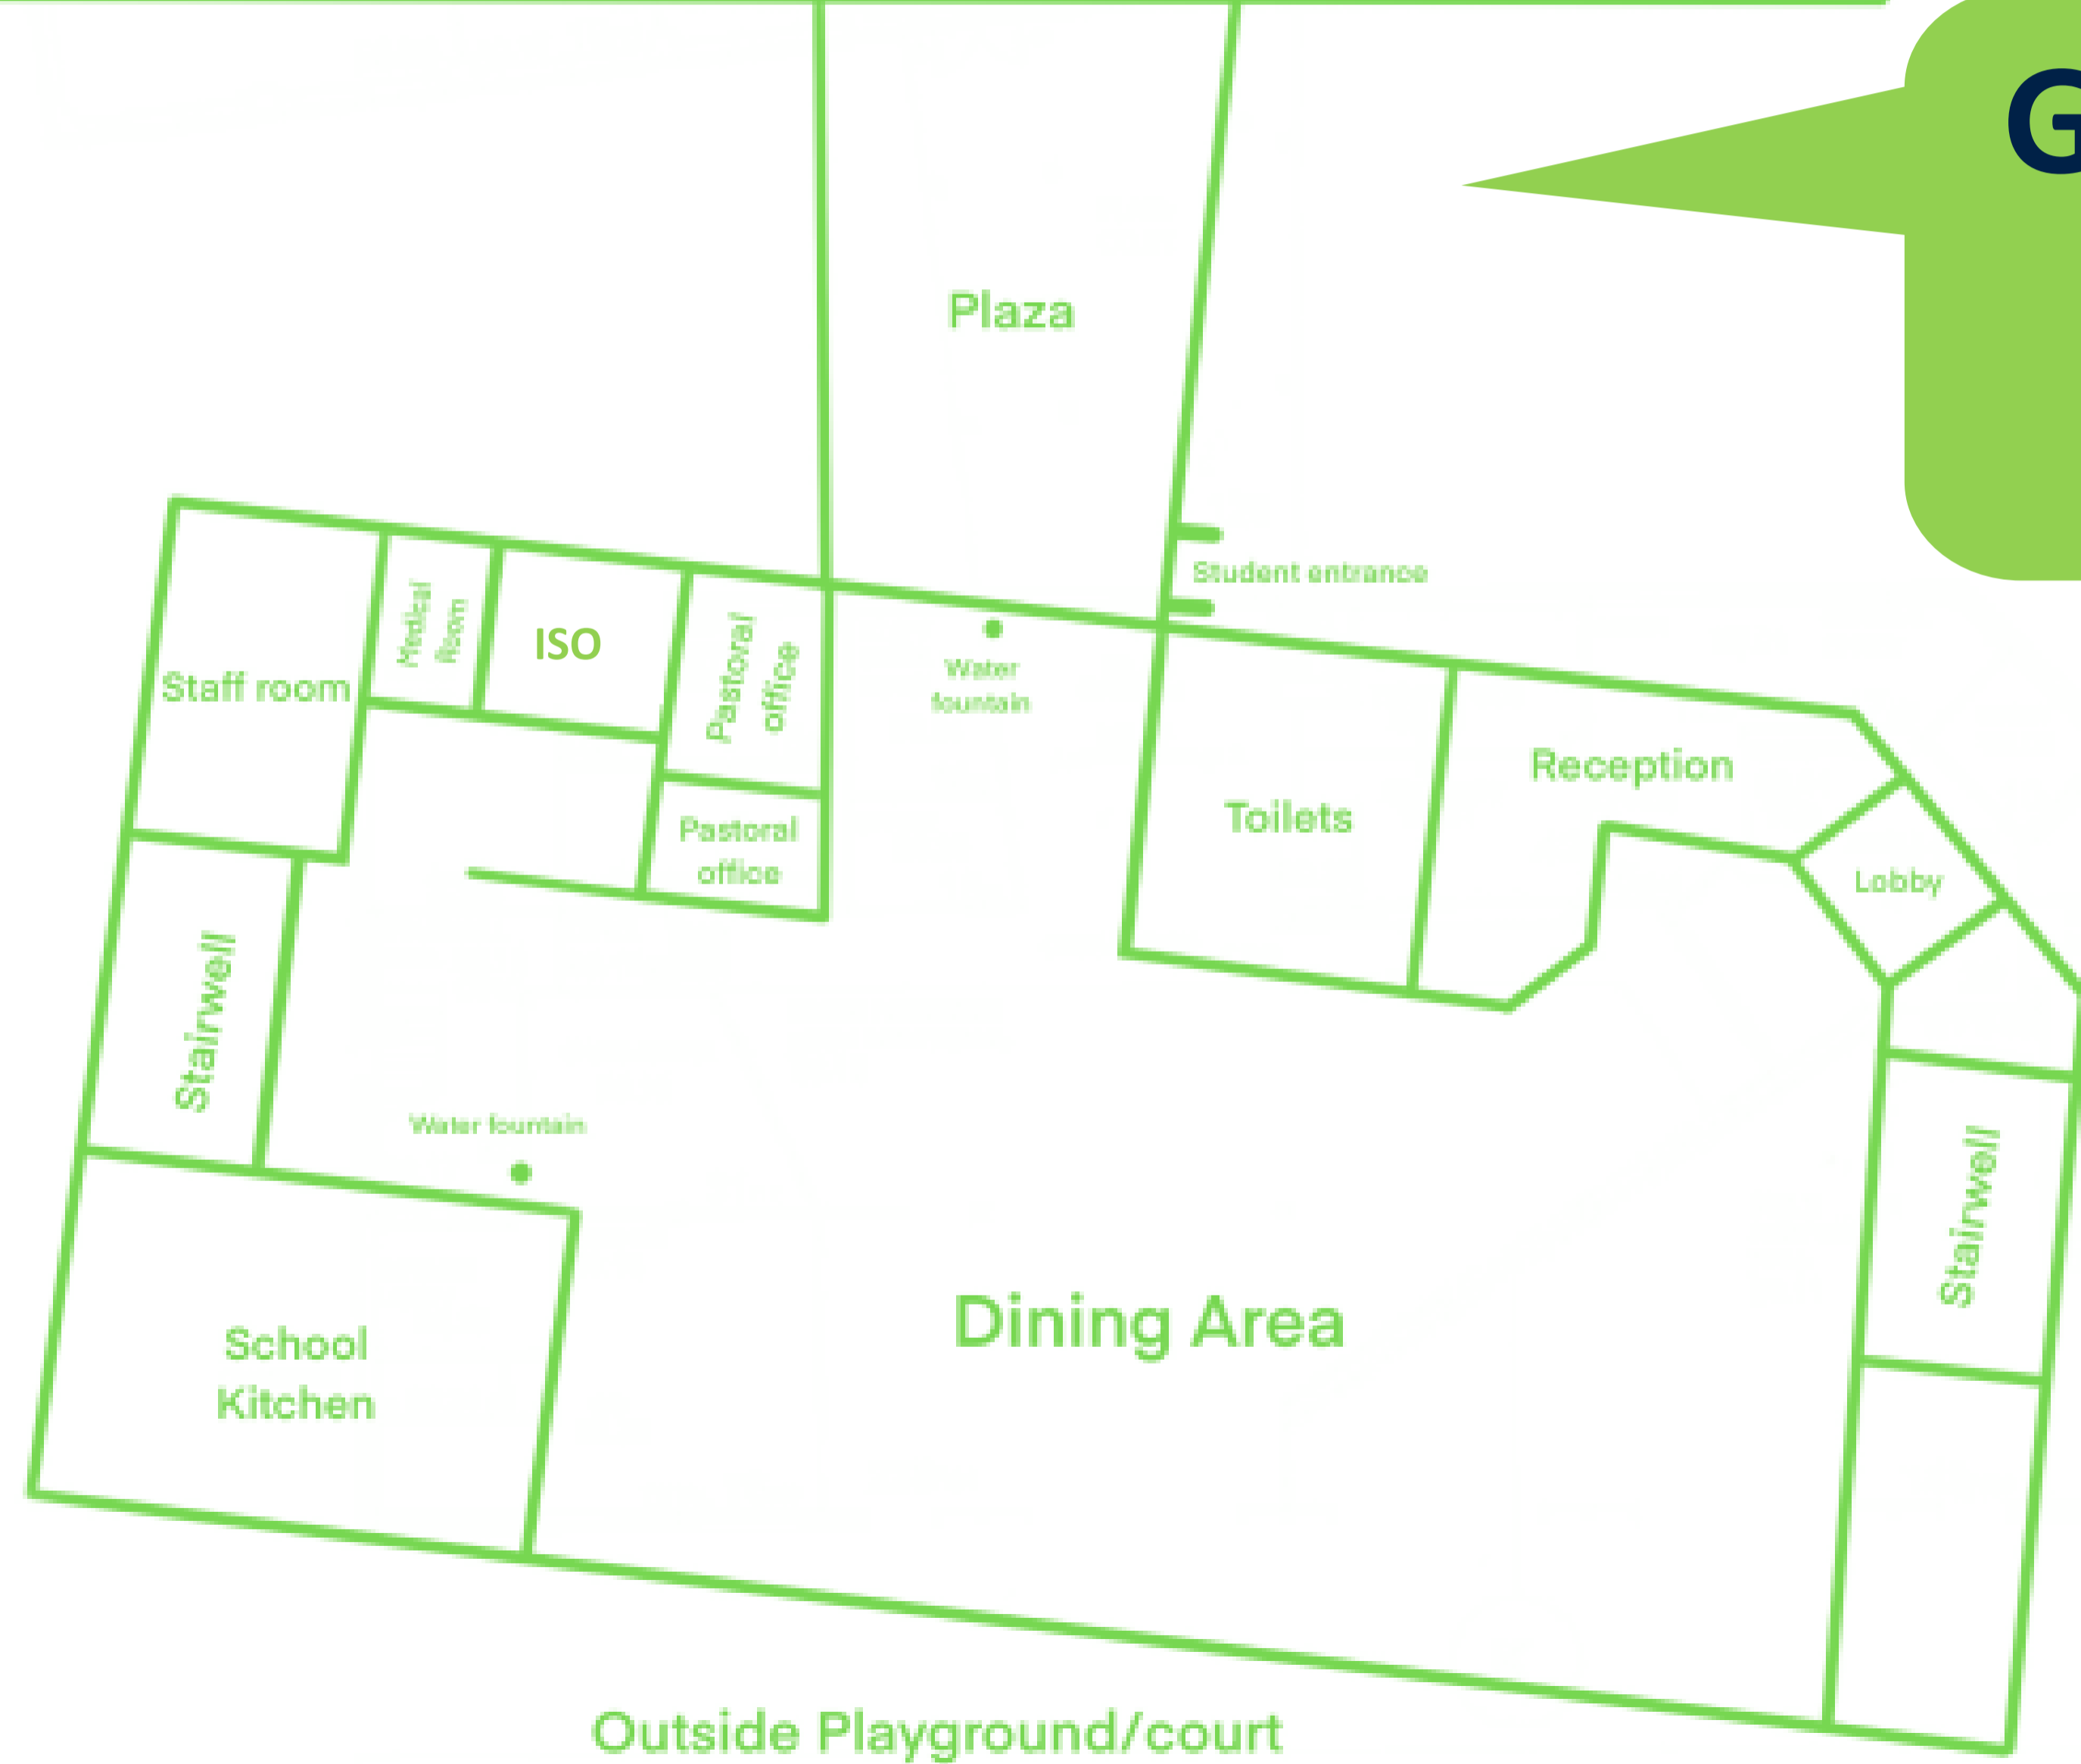 G
Plaza
Student entrance
Medical
Room
ISO
Pastoral
office
Water
fountain
Staff room
Reception
Toilets
Pastoral
office
Lobby
Stairwell
Water fountain
Stairwell
Dining Area
School
Kitchen
Outside Playground/court